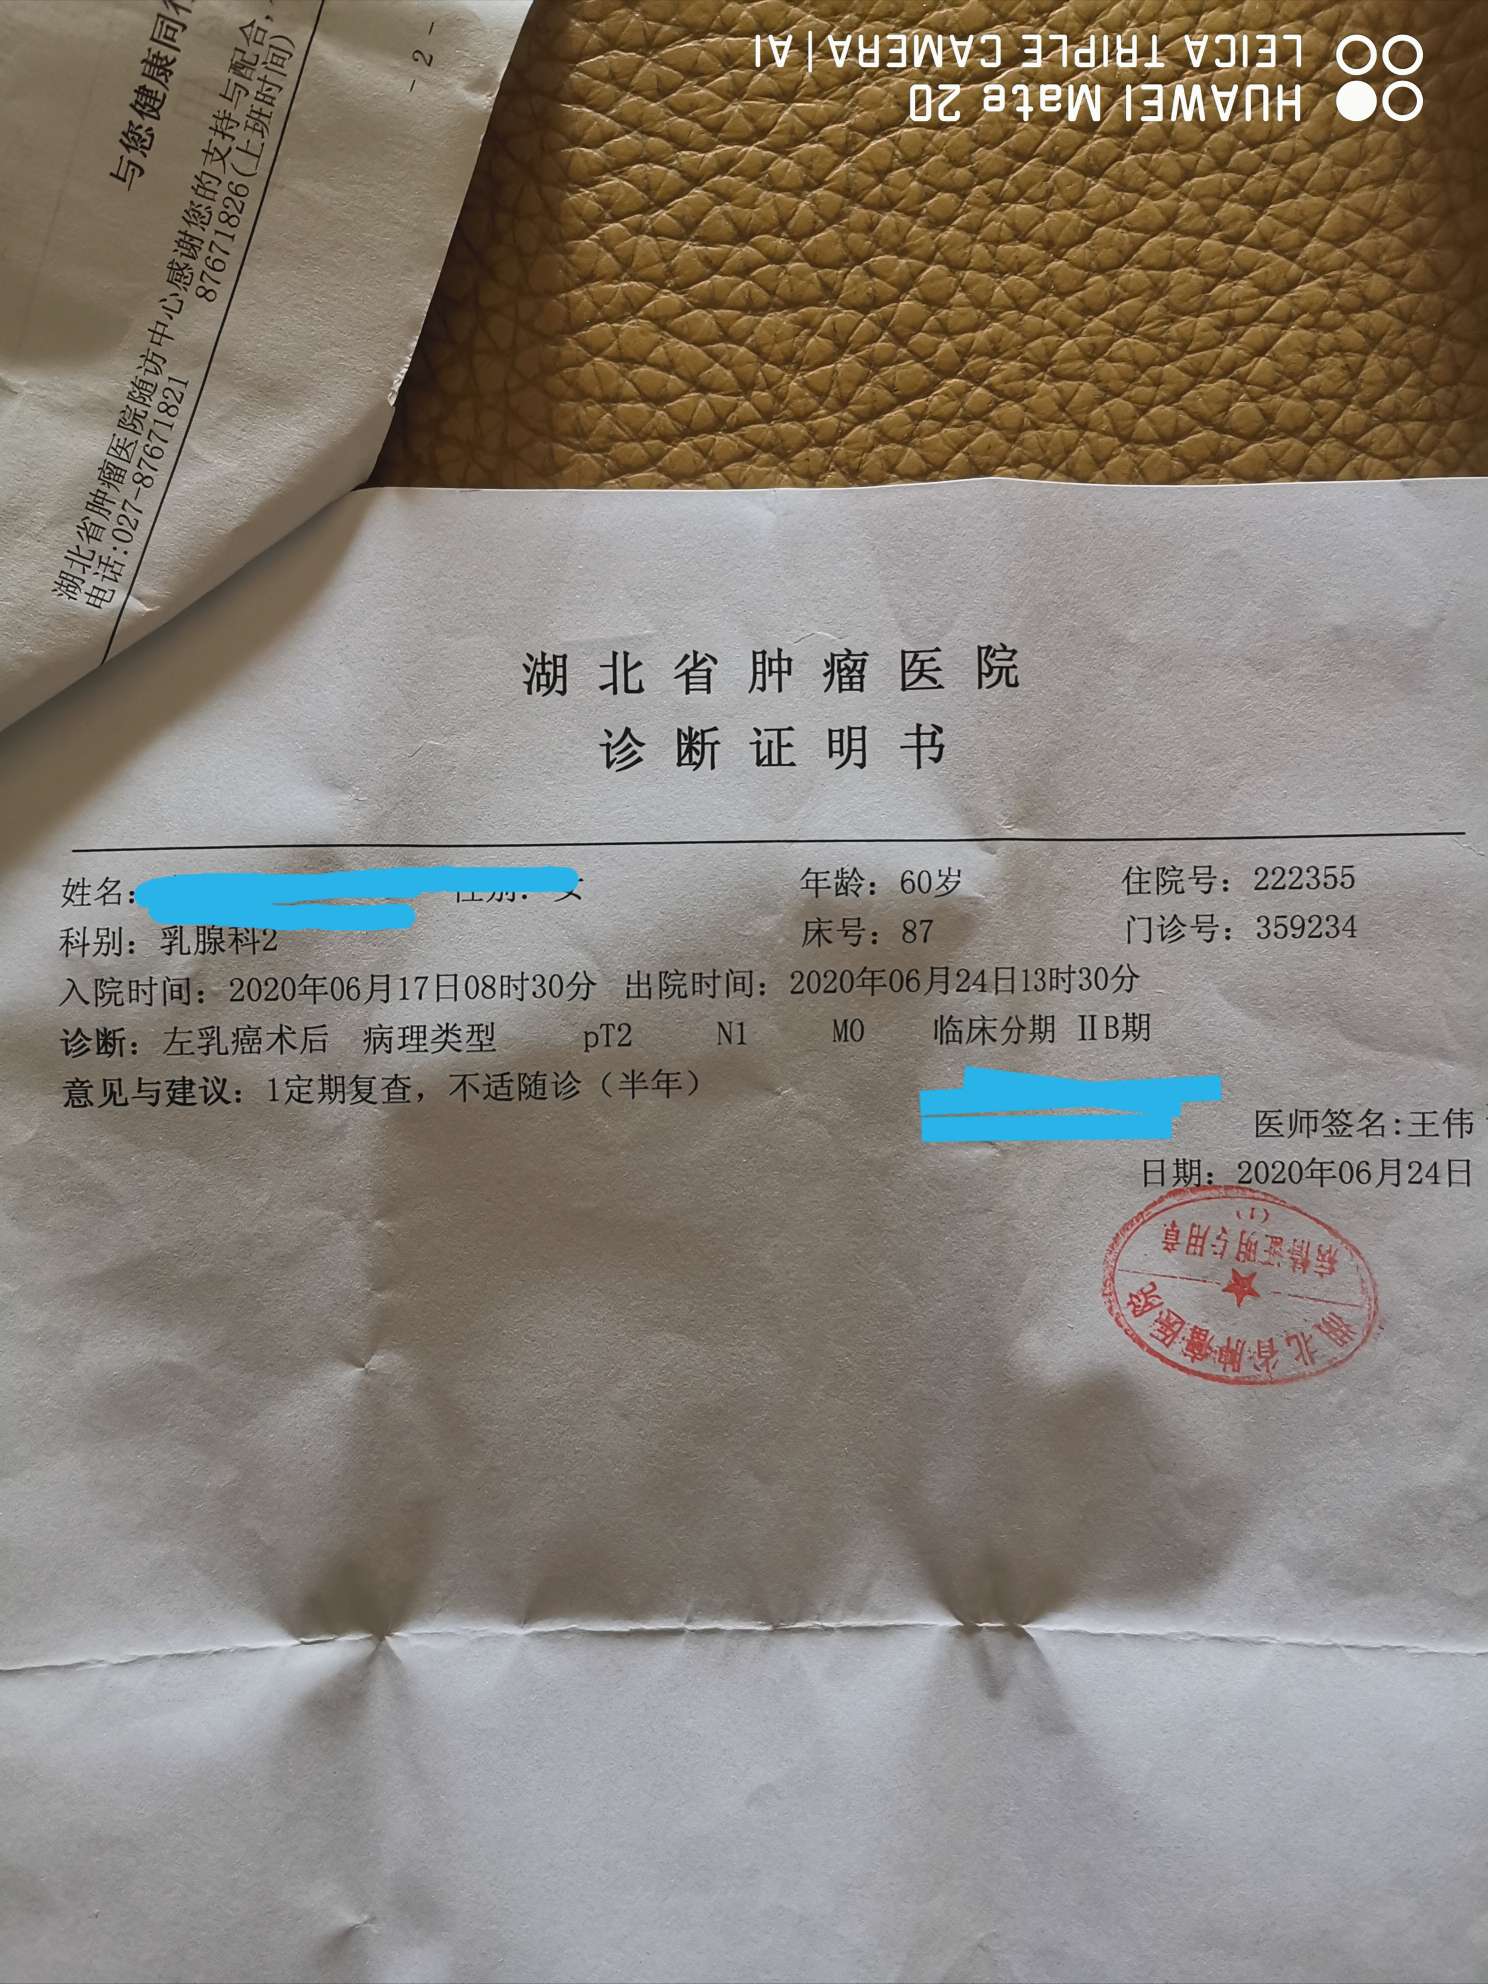 HUAWEI Mate 20
LEICA TRIPLE CAMERA | AI
与您健康同行
- 2 -
湖北省肿瘤医院随访中心感谢您的支持与配合,
电话:027-87671821 87671826(上班时间)
湖北省肿瘤医院
诊断证明书
姓名: 性别: 女 年龄: 60岁 住院号: 222355
科别: 乳腺科2 床号: 87 门诊号: 359234
入院时间: 2020年06月17日08时30分 出院时间: 2020年06月24日13时30分
诊断: 左乳癌术后 病理类型 pT2 N1 M0 临床分期 ⅡB期
意见与建议: 1定期复查, 不适随诊(半年)
医师签名:王伟
日期: 2020年06月24日
湖北省肿瘤医院
病情证明专用章
(1)